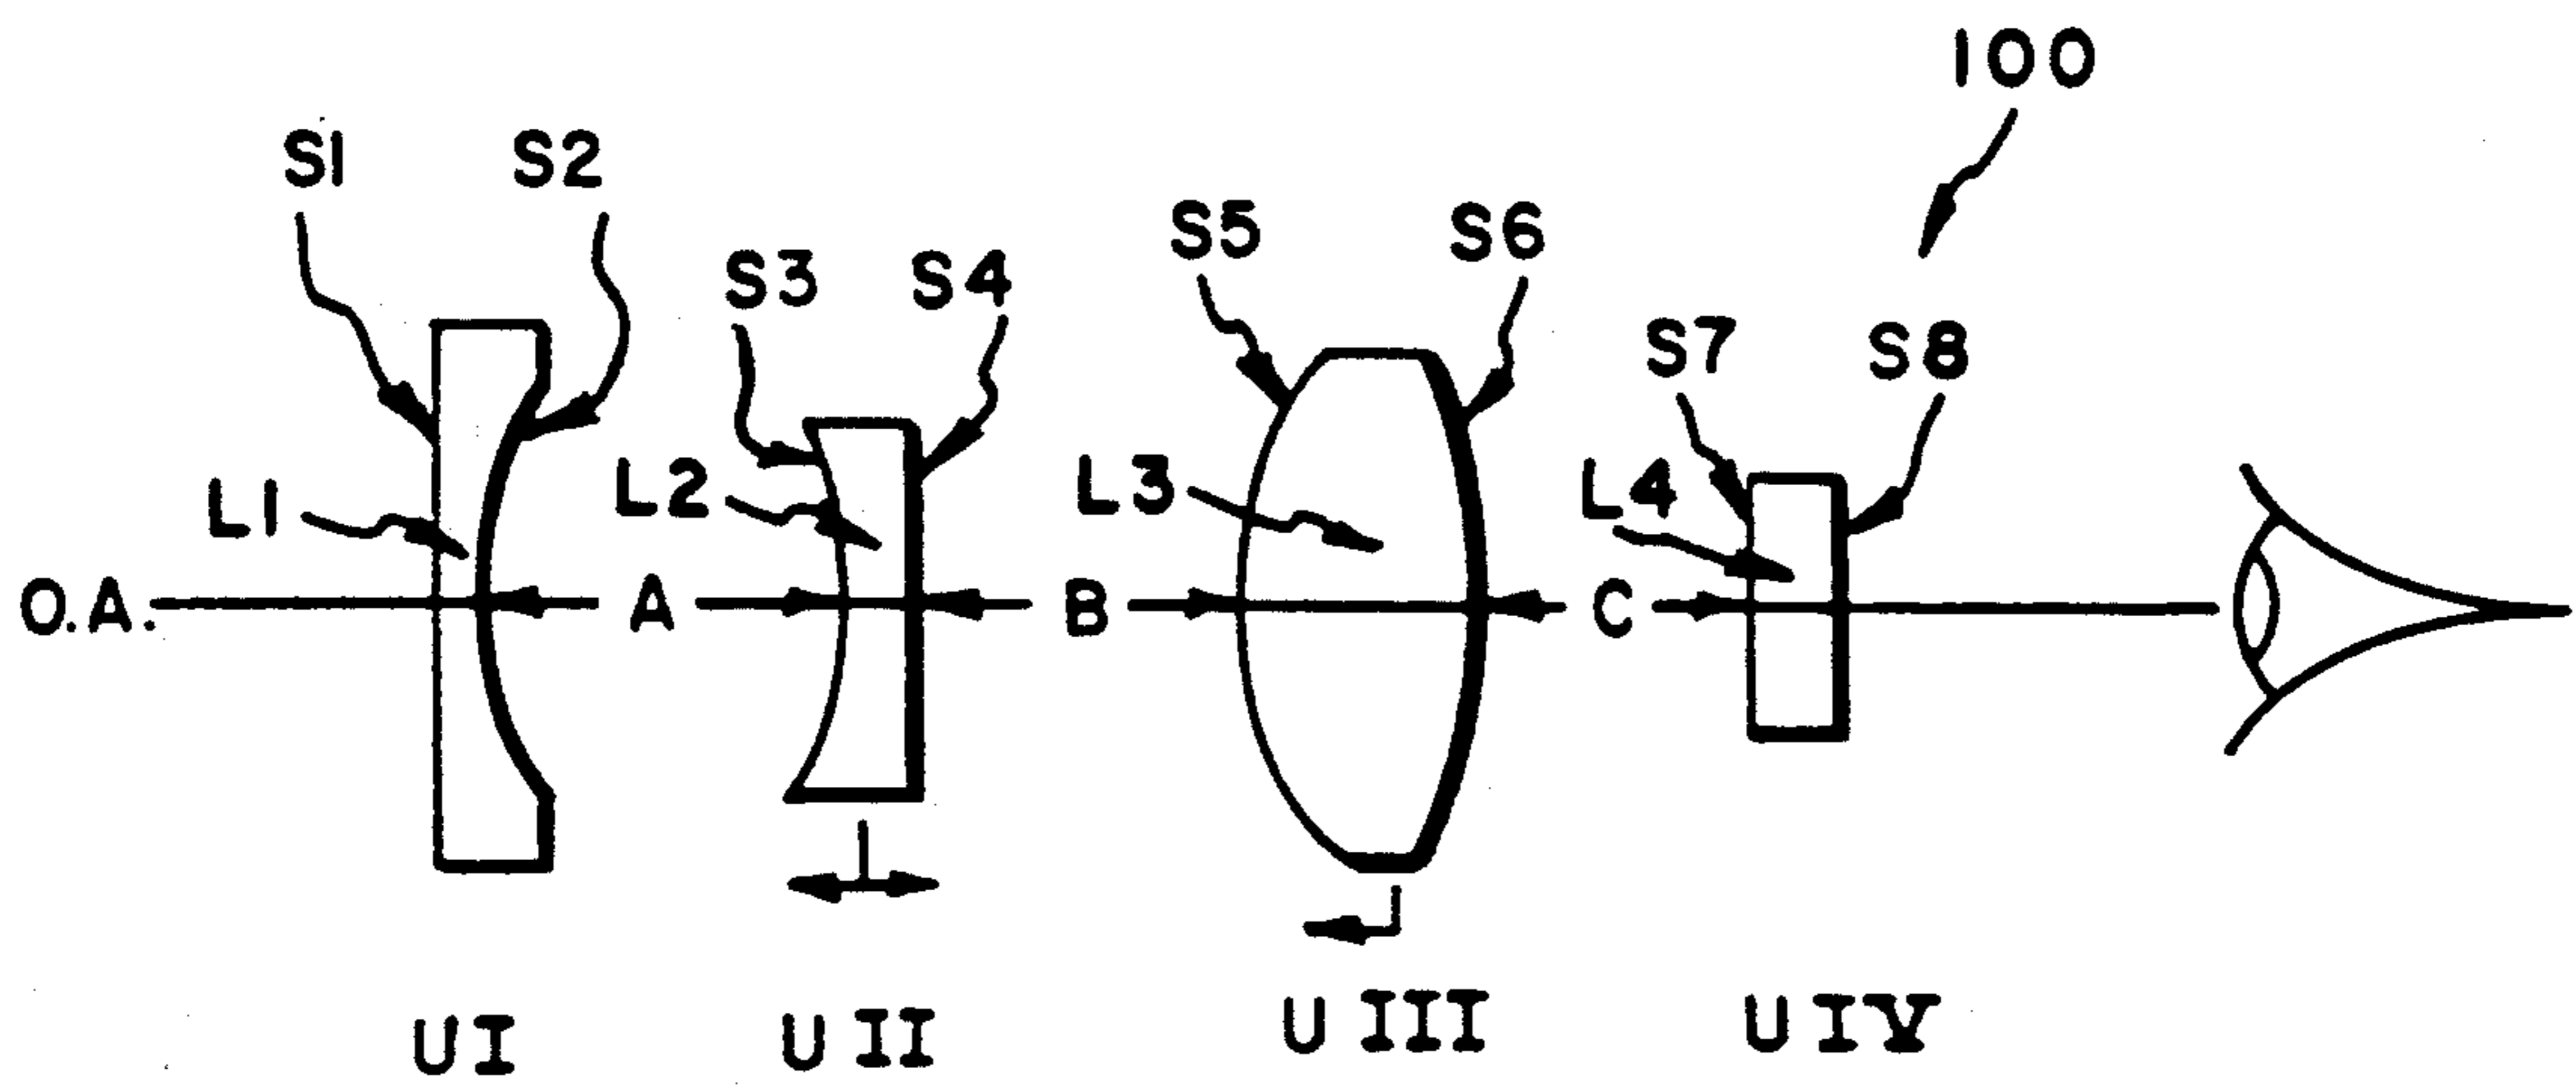 100
S1 S2
S5 S6
S3 S4
S7 S8
L1 L2 L3 L4
O.A. A B C
UI U II U III U IV